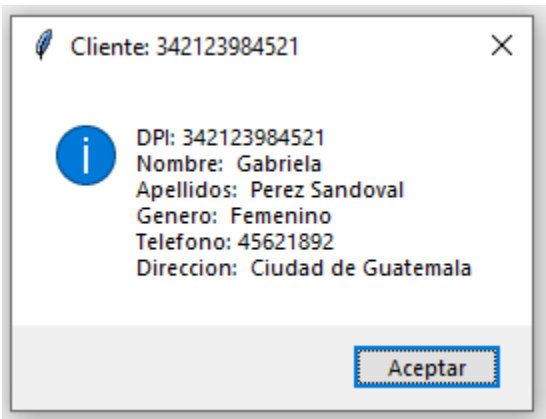 Cliente: 342123984521
DPI: 342123984521
Nombre:  Gabriela
Apellidos:  Perez Sandoval
Genero:  Femenino
Telefono: 45621892
Direccion:  Ciudad de Guatemala
Aceptar